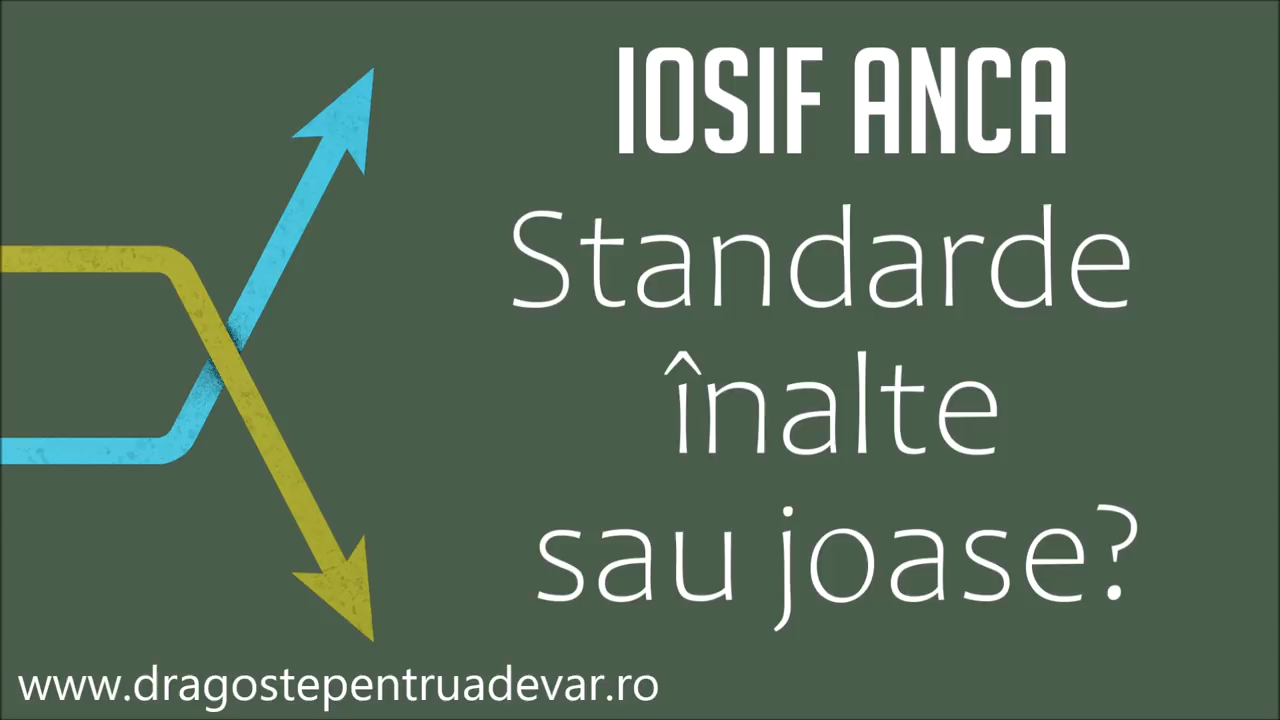 IOSIF ANCA
Standarde
înalte
sau joase?
www.dragostepentruadevar.ro